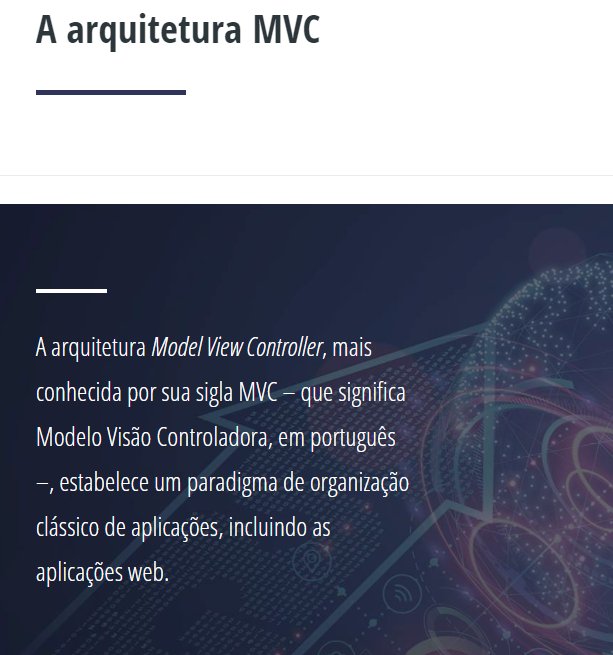 A arquitetura MVC
A arquitetura Model View Controller, mais
conhecida por sua sigla MVC – que significa
Modelo Visão Controladora, em português
–, estabelece um paradigma de organização
clássico de aplicações, incluindo as
aplicações web.